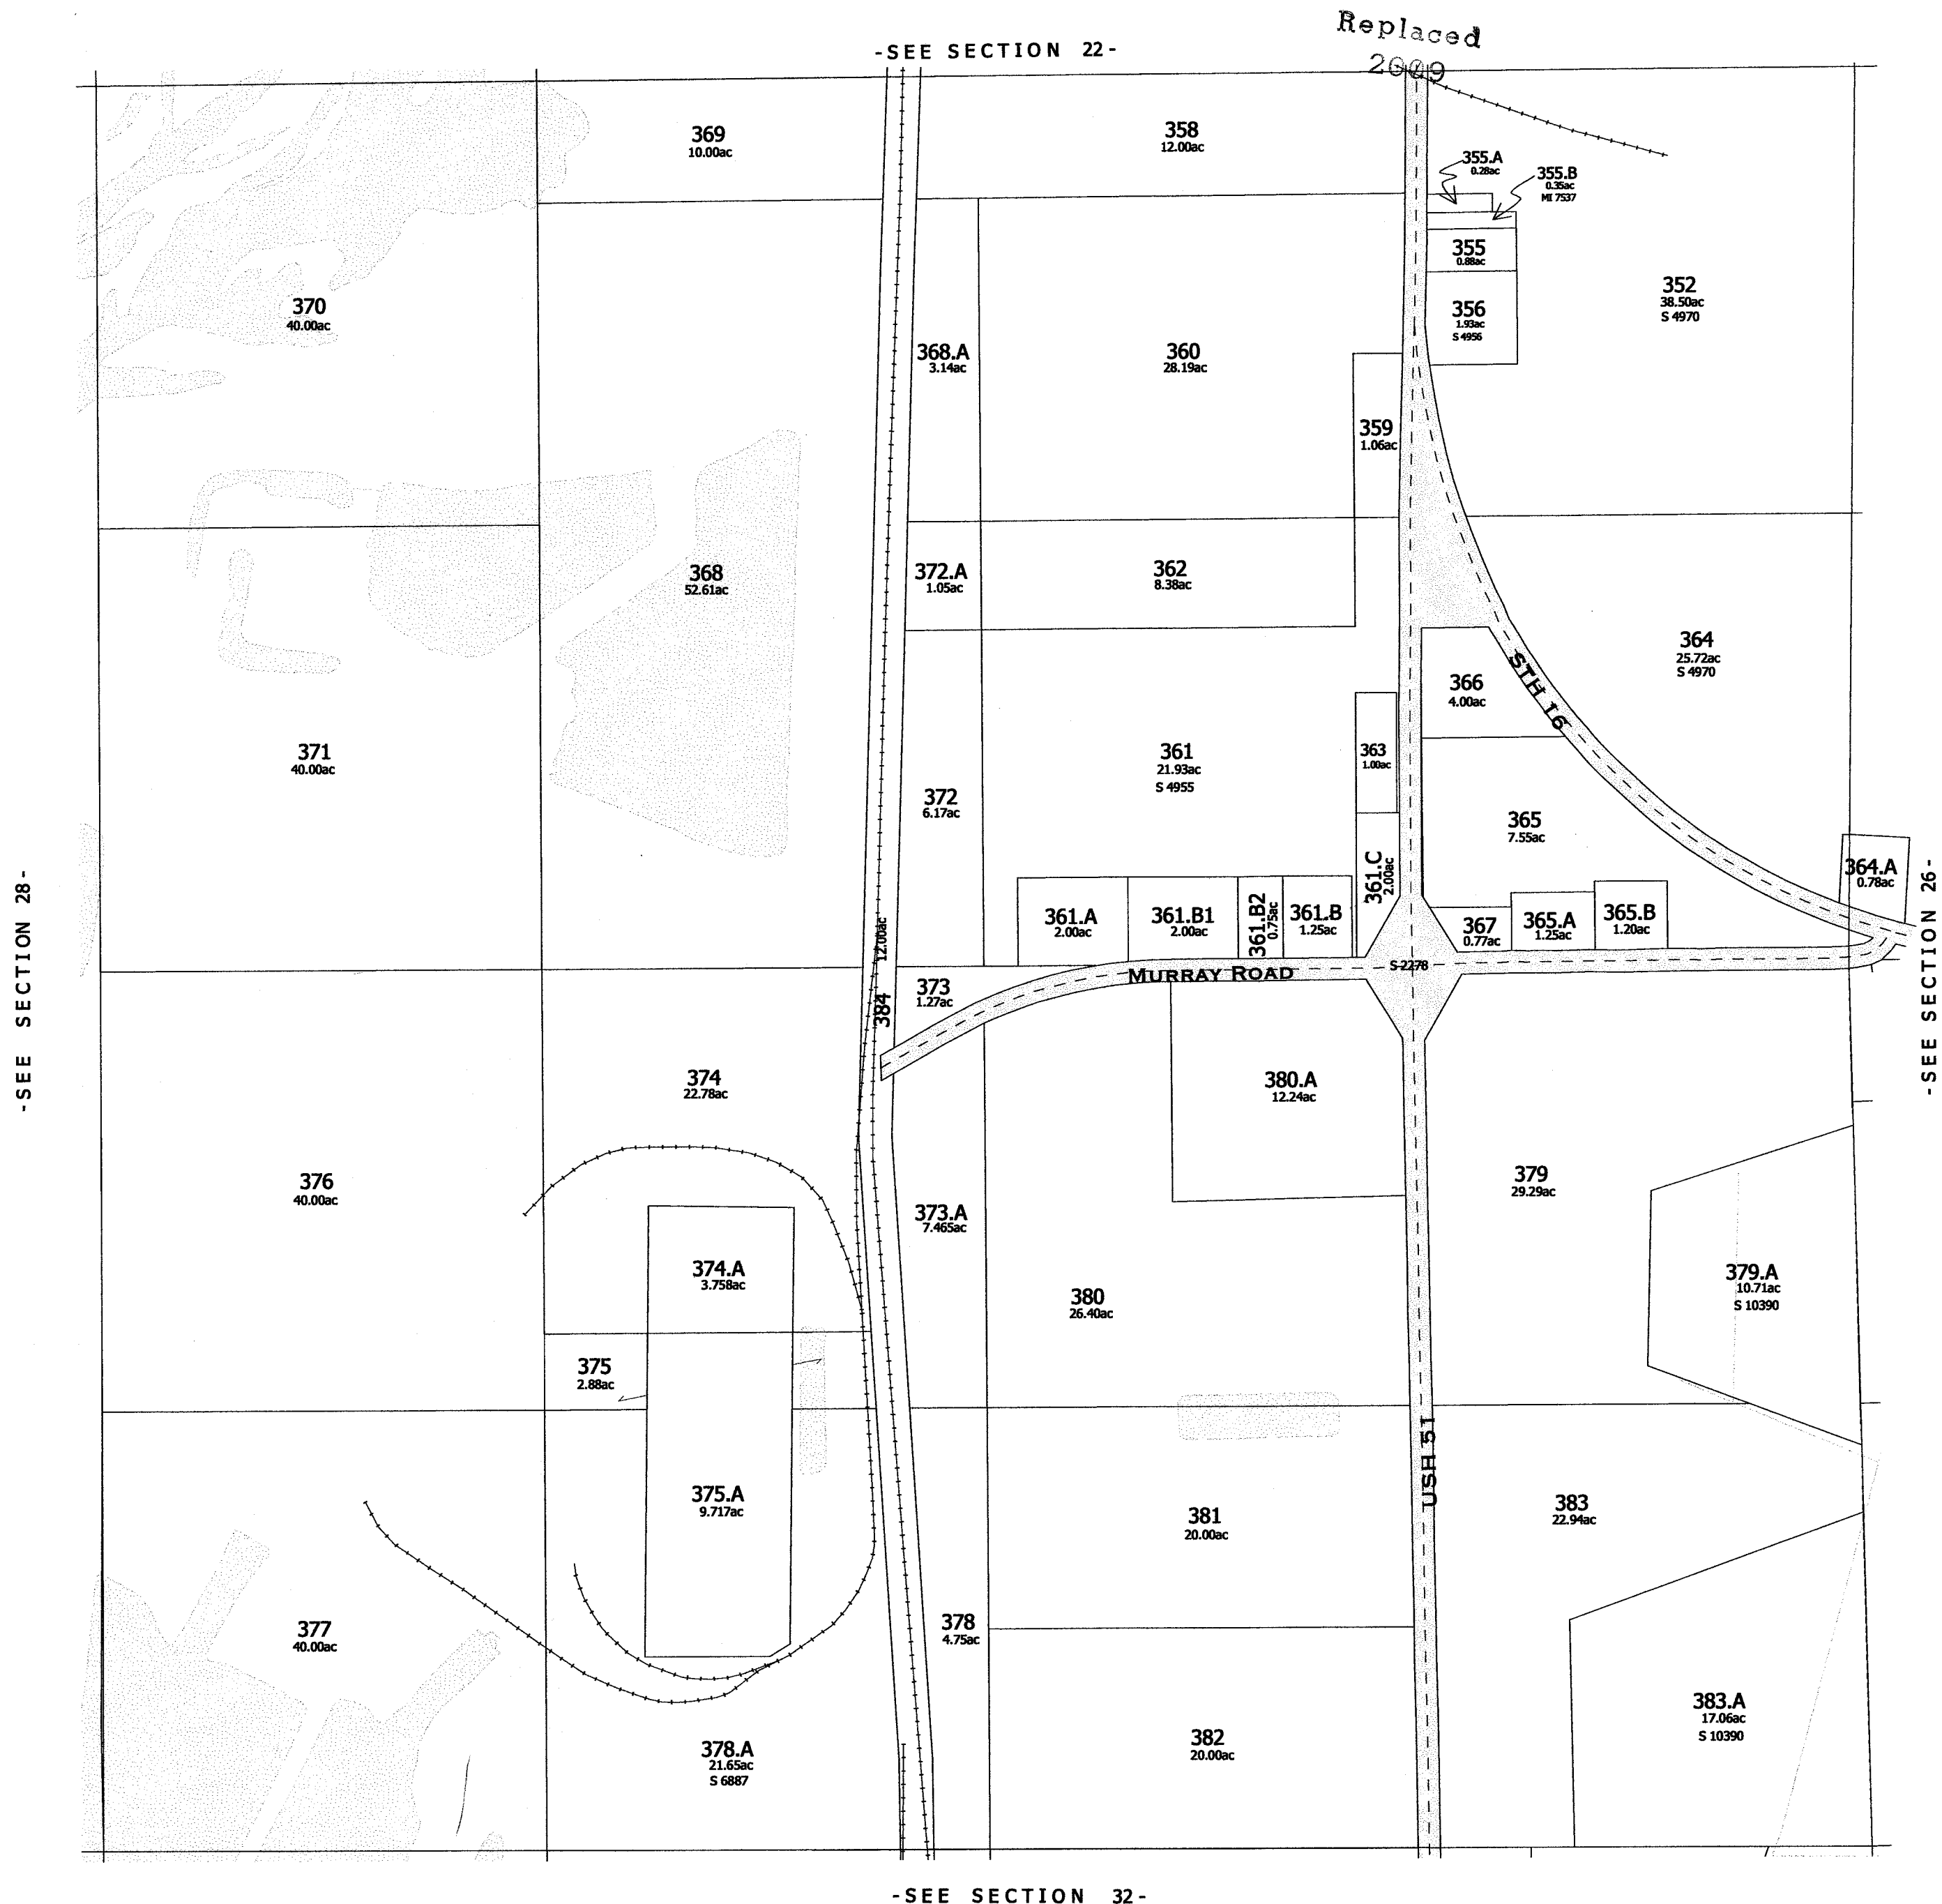 Replaced
2009
-SEE SECTION 22-
369
10.00ac
358
12.00ac
355.A
0.28ac
355.B
0.35ac
MI 7537
355
0.88ac
352
38.50ac
S 4970
370
40.00ac
356
1.93ac
S 4956
368.A
3.14ac
360
28.19ac
359
1.06ac
368
52.61ac
372.A
1.05ac
362
8.38ac
364
25.72ac
S 4970
STH 16
366
4.00ac
371
40.00ac
361
21.93ac
S 4955
363
1.00ac
372
6.17ac
365
7.55ac
361.C
2.00ac
364.A
0.78ac
-SEE SECTION 28-
-SEE SECTION 26-
361.A
2.00ac
361.B1
2.00ac
361.B2
0.75ac
361.B
1.25ac
367
0.77ac
365.A
1.25ac
365.B
1.20ac
384
12.00ac
MURRAY ROAD
S 2278
373
1.27ac
374
22.78ac
380.A
12.24ac
376
40.00ac
373.A
7.465ac
379
29.29ac
374.A
3.758ac
380
26.40ac
379.A
10.71ac
S 10390
375
2.88ac
USH 51
375.A
9.717ac
381
20.00ac
383
22.94ac
377
40.00ac
378
4.75ac
378.A
21.65ac
S 6887
382
20.00ac
383.A
17.06ac
S 10390
-SEE SECTION 32-